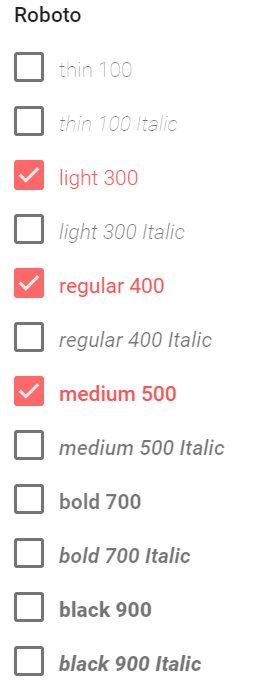 Roboto
thin 100
thin 100 Italic
light 300
light 300 Italic
regular 400
regular 400 Italic
medium 500
medium 500 Italic
bold 700
bold 700 Italic
black 900
black 900 Italic